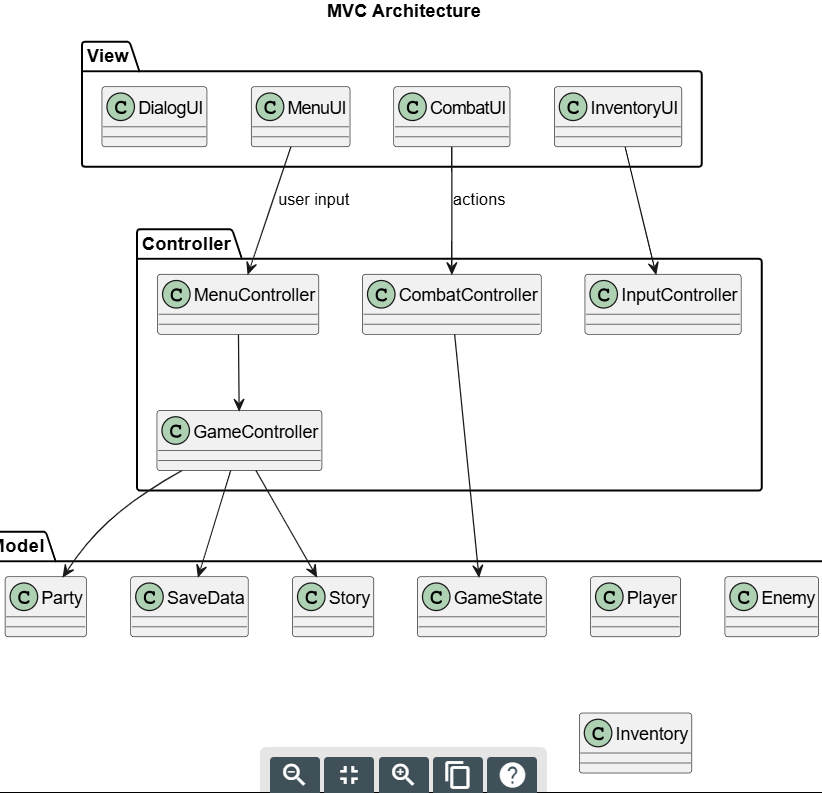 MVC Architecture
View
C DialogUI
C MenuUI
C CombatUI
C InventoryUI
user input
actions
Controller
C MenuController
C CombatController
C InputController
C GameController
Model
C Party
C SaveData
C Story
C GameState
C Player
C Enemy
C Inventory
?